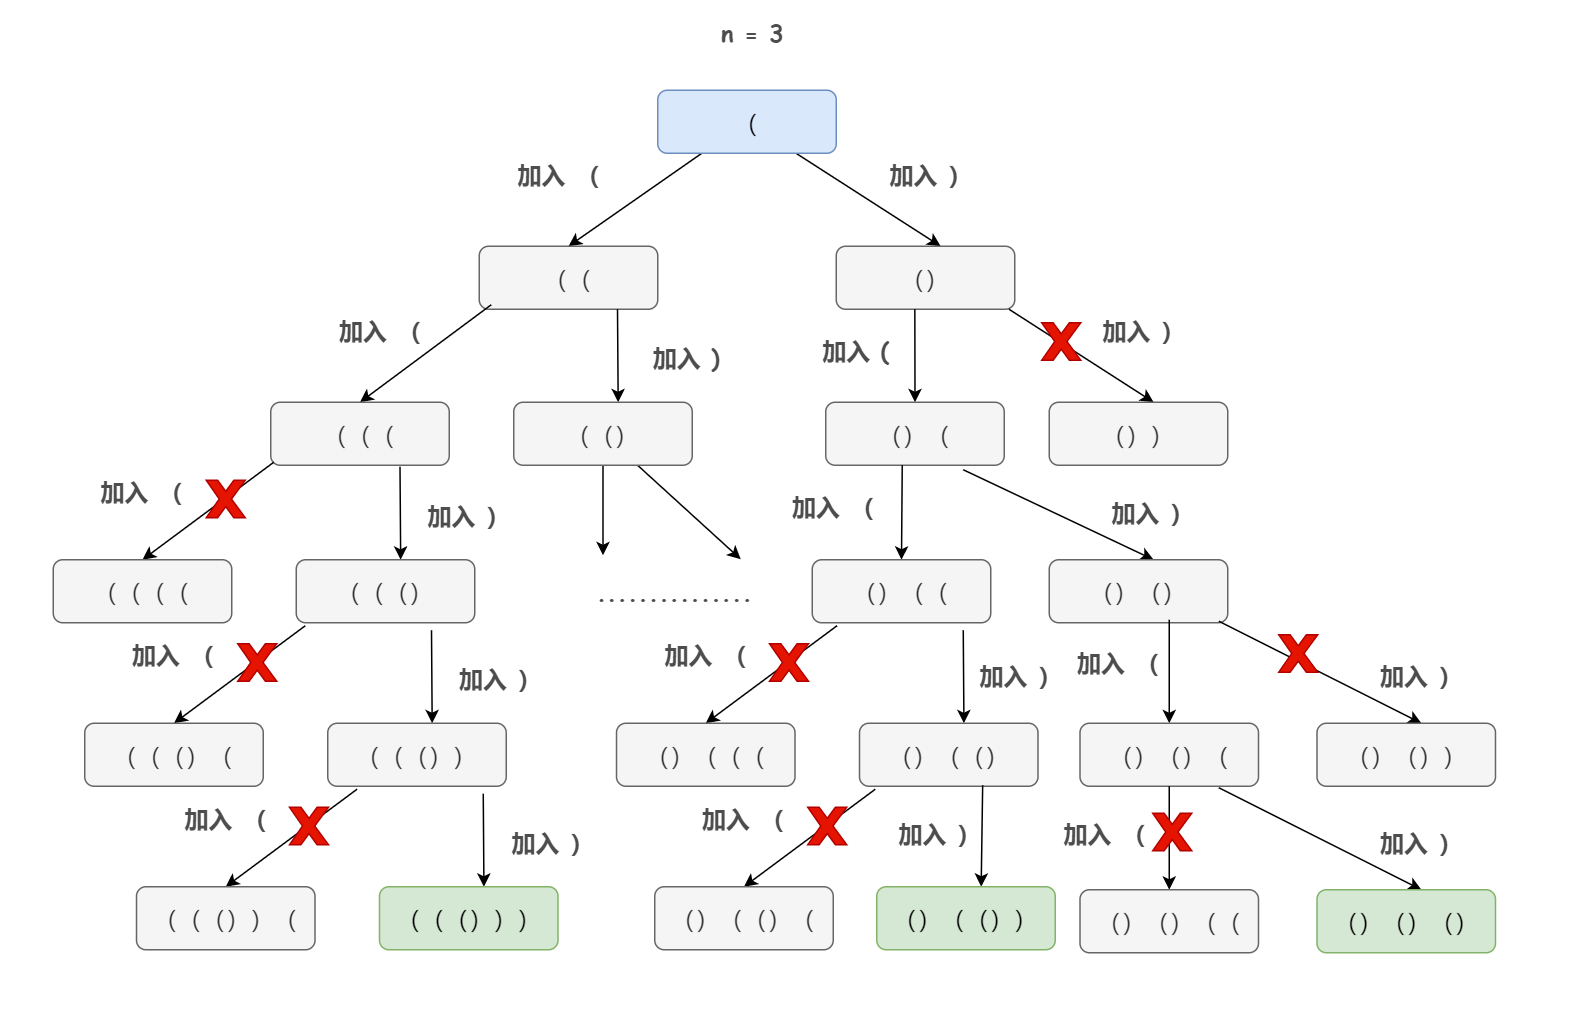 n = 3
(
加入 (
加入 )
( (
()
加入 (
加入 )
加入 (
加入 )
( ( (
( ()
() (
() )
加入 (
加入 )
加入 (
加入 )
( ( ( (
( ( ()
...............
() ( (
() ()
加入 (
加入 )
加入 (
加入 )
加入 (
加入 )
( ( () (
( ( () )
() ( ( (
() ( ()
() () (
() () )
加入 (
加入 )
加入 (
加入 )
加入 (
加入 )
( ( () ) (
( ( () ) )
() ( () (
() ( () )
() () ( (
() () ()